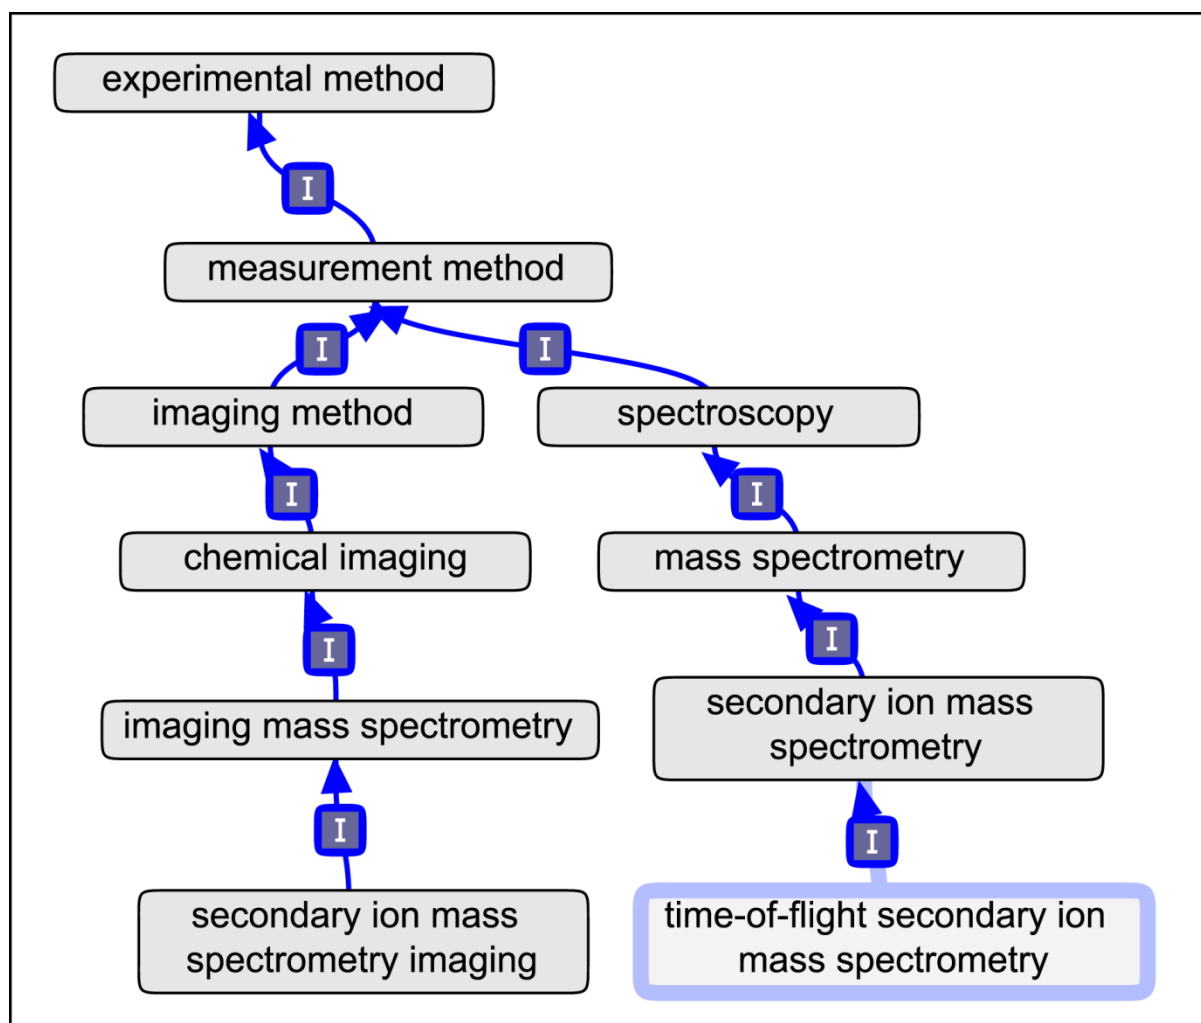 experimental method
I
measurement method
I
I
imaging method
spectroscopy
I
I
chemical imaging
mass spectrometry
I
I
imaging mass spectrometry
secondary ion mass
spectrometry
I
I
secondary ion mass
spectrometry imaging
time-of-flight secondary ion
mass spectrometry